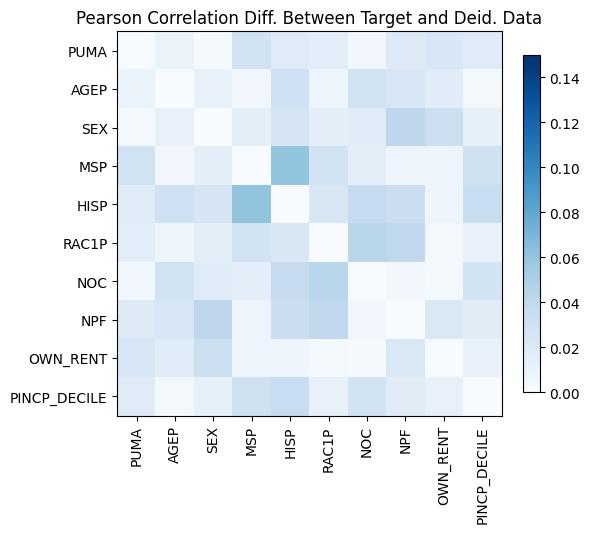 Pearson Correlation Diff. Between Target and Deid. Data
PUMA
AGEP
SEX
MSP
HISP
RAC1P
NOC
NPF
OWN_RENT
PINCP_DECILE
PUMA
AGEP
SEX
MSP
HISP
RAC1P
NOC
NPF
OWN_RENT
PINCP_DECILE
0.14
0.12
0.10
0.08
0.06
0.04
0.02
0.00